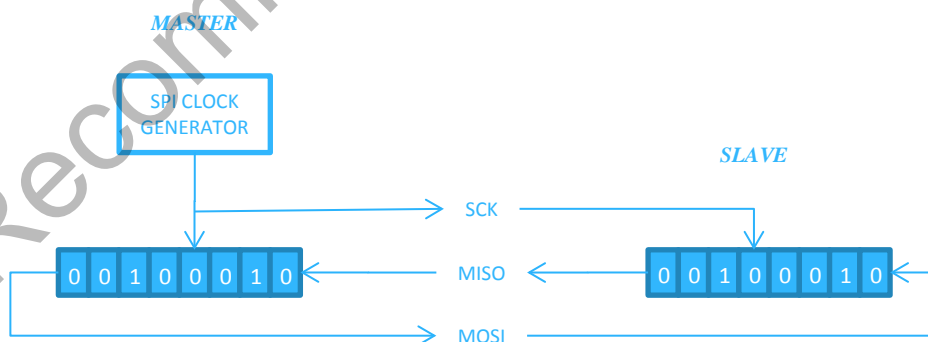 MASTER
SPI CLOCK
GENERATOR
SLAVE
SCK
0 0 1 0 0 0 1 0
MISO
0 0 1 0 0 0 1 0
MOSI